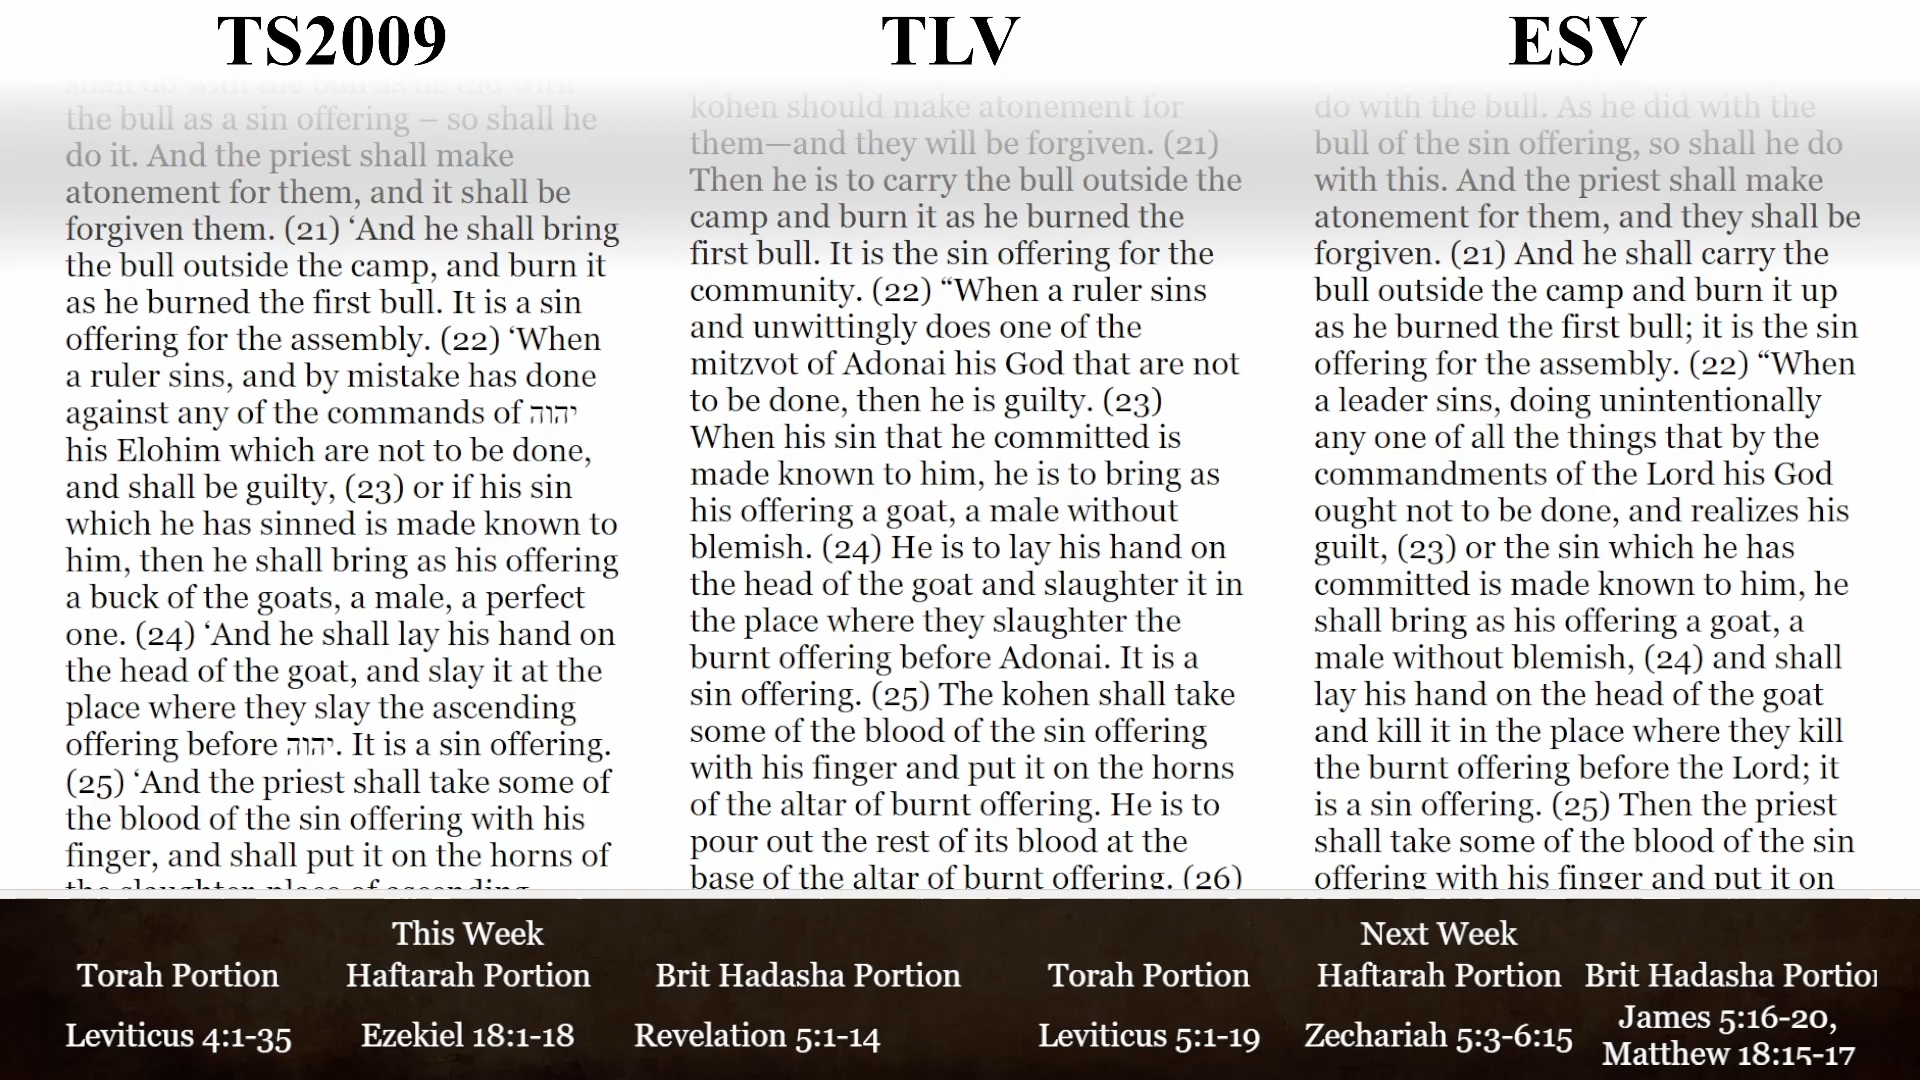 TS2009
shall do with the bull as he did with
the bull as a sin offering – so shall he
do it. And the priest shall make
atonement for them, and it shall be
forgiven them. (21) ‘And he shall bring
the bull outside the camp, and burn it
as he burned the first bull. It is a sin
offering for the assembly. (22) ‘When
a ruler sins, and by mistake has done
against any of the commands of יהוה
his Elohim which are not to be done,
and shall be guilty, (23) or if his sin
which he has sinned is made known to
him, then he shall bring as his offering
a buck of the goats, a male, a perfect
one. (24) ‘And he shall lay his hand on
the head of the goat, and slay it at the
place where they slay the ascending
offering before יהוה. It is a sin offering.
(25) ‘And the priest shall take some of
the blood of the sin offering with his
finger, and shall put it on the horns of
the slaughter-place of ascending
TLV
kohen should make atonement for
them—and they will be forgiven. (21)
Then he is to carry the bull outside the
camp and burn it as he burned the
first bull. It is the sin offering for the
community. (22) “When a ruler sins
and unwittingly does one of the
mitzvot of Adonai his God that are not
to be done, then he is guilty. (23)
When his sin that he committed is
made known to him, he is to bring as
his offering a goat, a male without
blemish. (24) He is to lay his hand on
the head of the goat and slaughter it in
the place where they slaughter the
burnt offering before Adonai. It is a
sin offering. (25) The kohen shall take
some of the blood of the sin offering
with his finger and put it on the horns
of the altar of burnt offering. He is to
pour out the rest of its blood at the
base of the altar of burnt offering. (26)
ESV
do with the bull. As he did with the
bull of the sin offering, so shall he do
with this. And the priest shall make
atonement for them, and they shall be
forgiven. (21) And he shall carry the
bull outside the camp and burn it up
as he burned the first bull; it is the sin
offering for the assembly. (22) “When
a leader sins, doing unintentionally
any one of all the things that by the
commandments of the Lord his God
ought not to be done, and realizes his
guilt, (23) or the sin which he has
committed is made known to him, he
shall bring as his offering a goat, a
male without blemish, (24) and shall
lay his hand on the head of the goat
and kill it in the place where they kill
the burnt offering before the Lord; it
is a sin offering. (25) Then the priest
shall take some of the blood of the sin
offering with his finger and put it on
This Week
Torah Portion
Leviticus 4:1-35
Haftarah Portion
Ezekiel 18:1-18
Brit Hadasha Portion
Revelation 5:1-14
Next Week
Torah Portion
Leviticus 5:1-19
Haftarah Portion
Zechariah 5:3-6:15
Brit Hadasha Portion
James 5:16-20,
Matthew 18:15-17